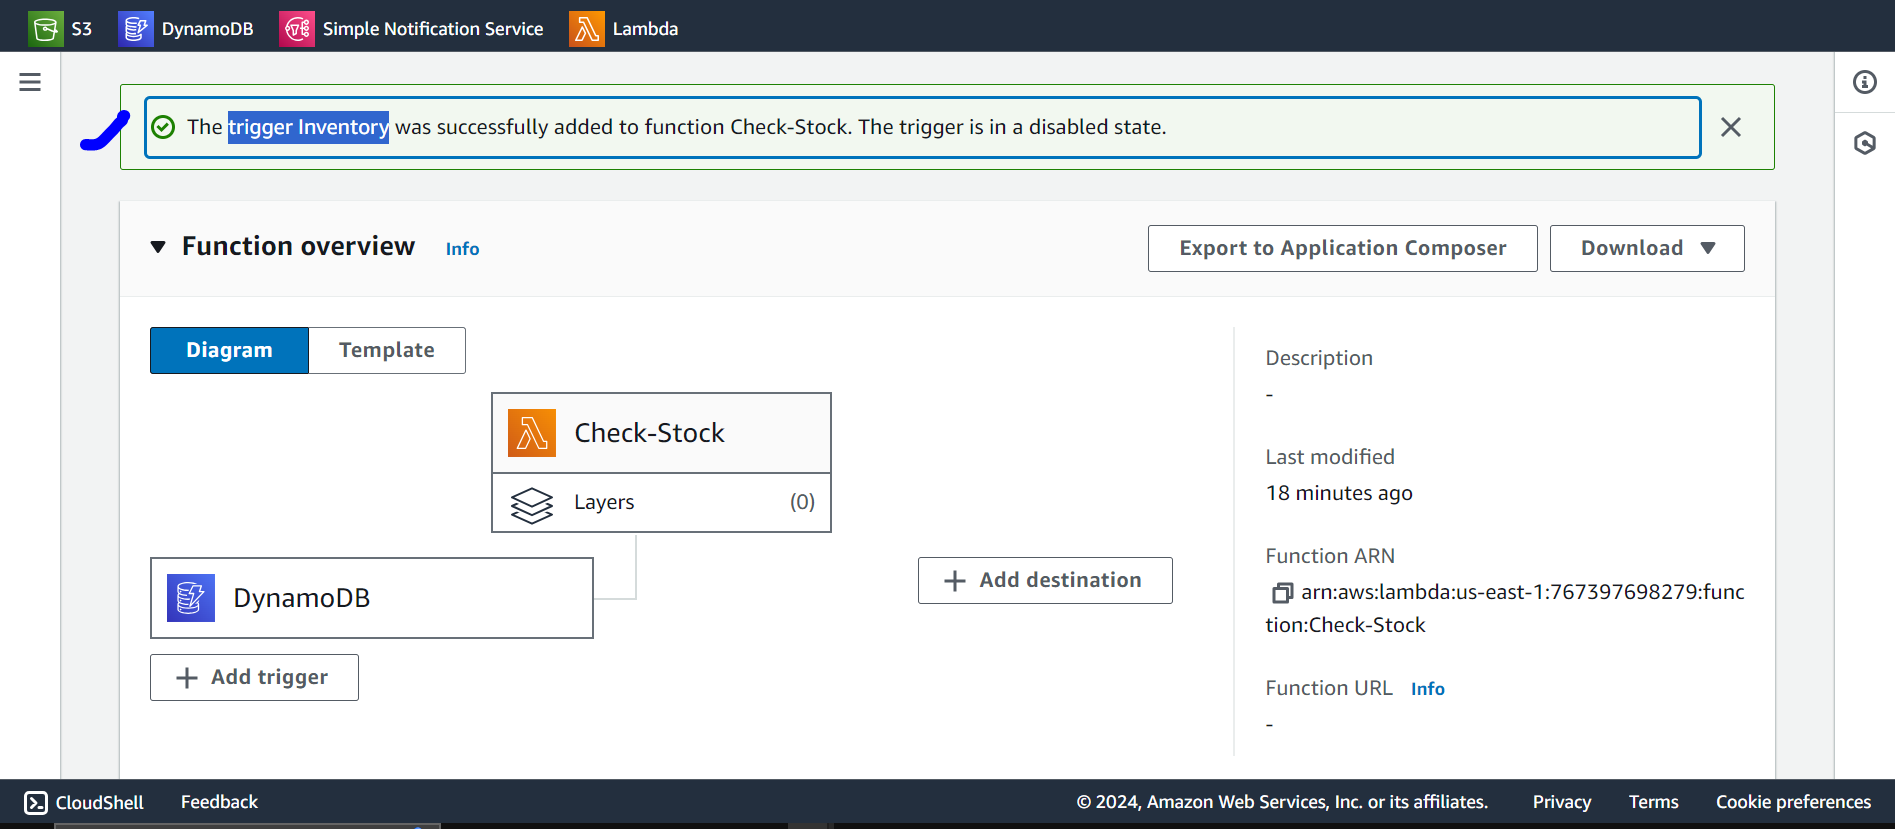 S3 DynamoDB Simple Notification Service Lambda
The trigger Inventory was successfully added to function Check-Stock. The trigger is in a disabled state.
Function overview Info
Export to Application Composer Download
Diagram Template
Check-Stock
Layers (0)
DynamoDB
Add trigger
Add destination
Description
-
Last modified
18 minutes ago
Function ARN
arn:aws:lambda:us-east-1:767397698279:func
tion:Check-Stock
Function URL Info
-
CloudShell Feedback © 2024, Amazon Web Services, Inc. or its affiliates. Privacy Terms Cookie preferences